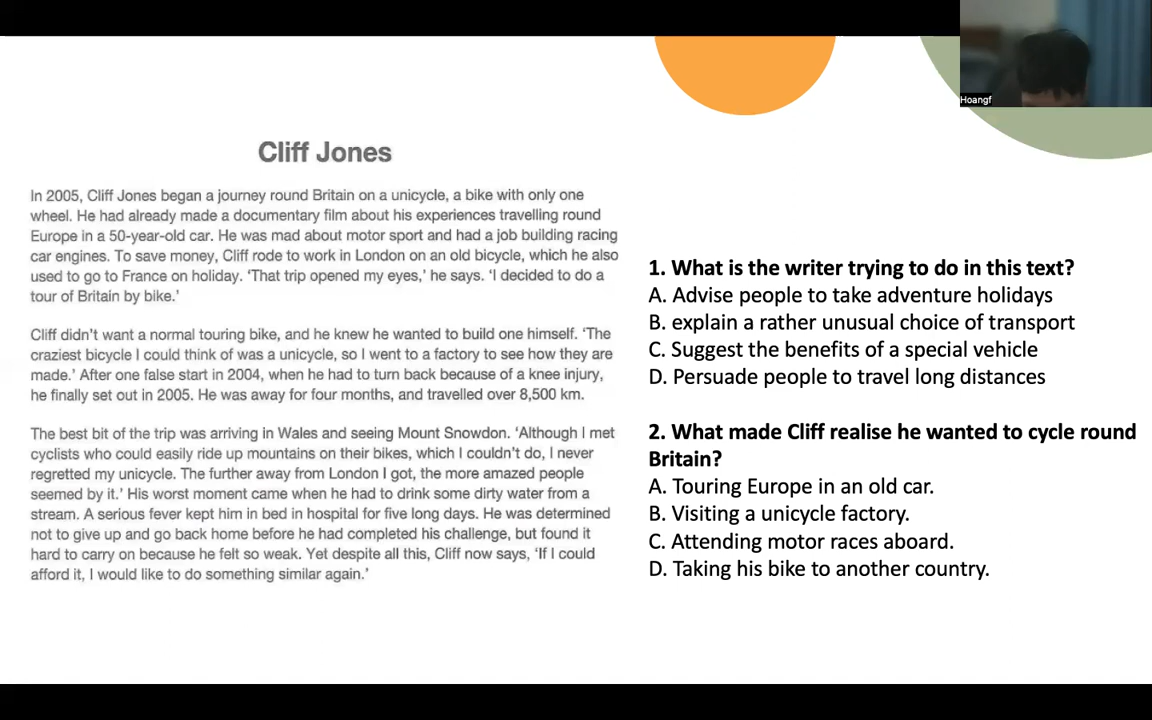 Hoangf
Cliff Jones
In 2005, Cliff Jones began a journey round Britain on a unicycle, a bike with only one
wheel. He had already made a documentary film about his experiences travelling round
Europe in a 50-year-old car. He was mad about motor sport and had a job building racing
car engines. To save money, Cliff rode to work in London on an old bicycle, which he also
used to go to France on holiday. 'That trip opened my eyes,' he says. 'I decided to do a
tour of Britain by bike.'
Cliff didn't want a normal touring bike, and he knew he wanted to build one himself. 'The
craziest bicycle I could think of was a unicycle, so I went to a factory to see how they are
made.' After one false start in 2004, when he had to turn back because of a knee injury,
he finally set out in 2005. He was away for four months, and travelled over 8,500 km.
The best bit of the trip was arriving in Wales and seeing Mount Snowdon. 'Although I met
cyclists who could easily ride up mountains on their bikes, which I couldn't do, I never
regretted my unicycle. The further away from London I got, the more amazed people
seemed by it.' His worst moment came when he had to drink some dirty water from a
stream. A serious fever kept him in bed in hospital for five long days. He was determined
not to give up and go back home before he had completed his challenge, but found it
hard to carry on because he felt so weak. Yet despite all this, Cliff now says, 'If I could
afford it, I would like to do something similar again.'
1. What is the writer trying to do in this text?
A. Advise people to take adventure holidays
B. explain a rather unusual choice of transport
C. Suggest the benefits of a special vehicle
D. Persuade people to travel long distances
2. What made Cliff realise he wanted to cycle round
Britain?
A. Touring Europe in an old car.
B. Visiting a unicycle factory.
C. Attending motor races aboard.
D. Taking his bike to another country.